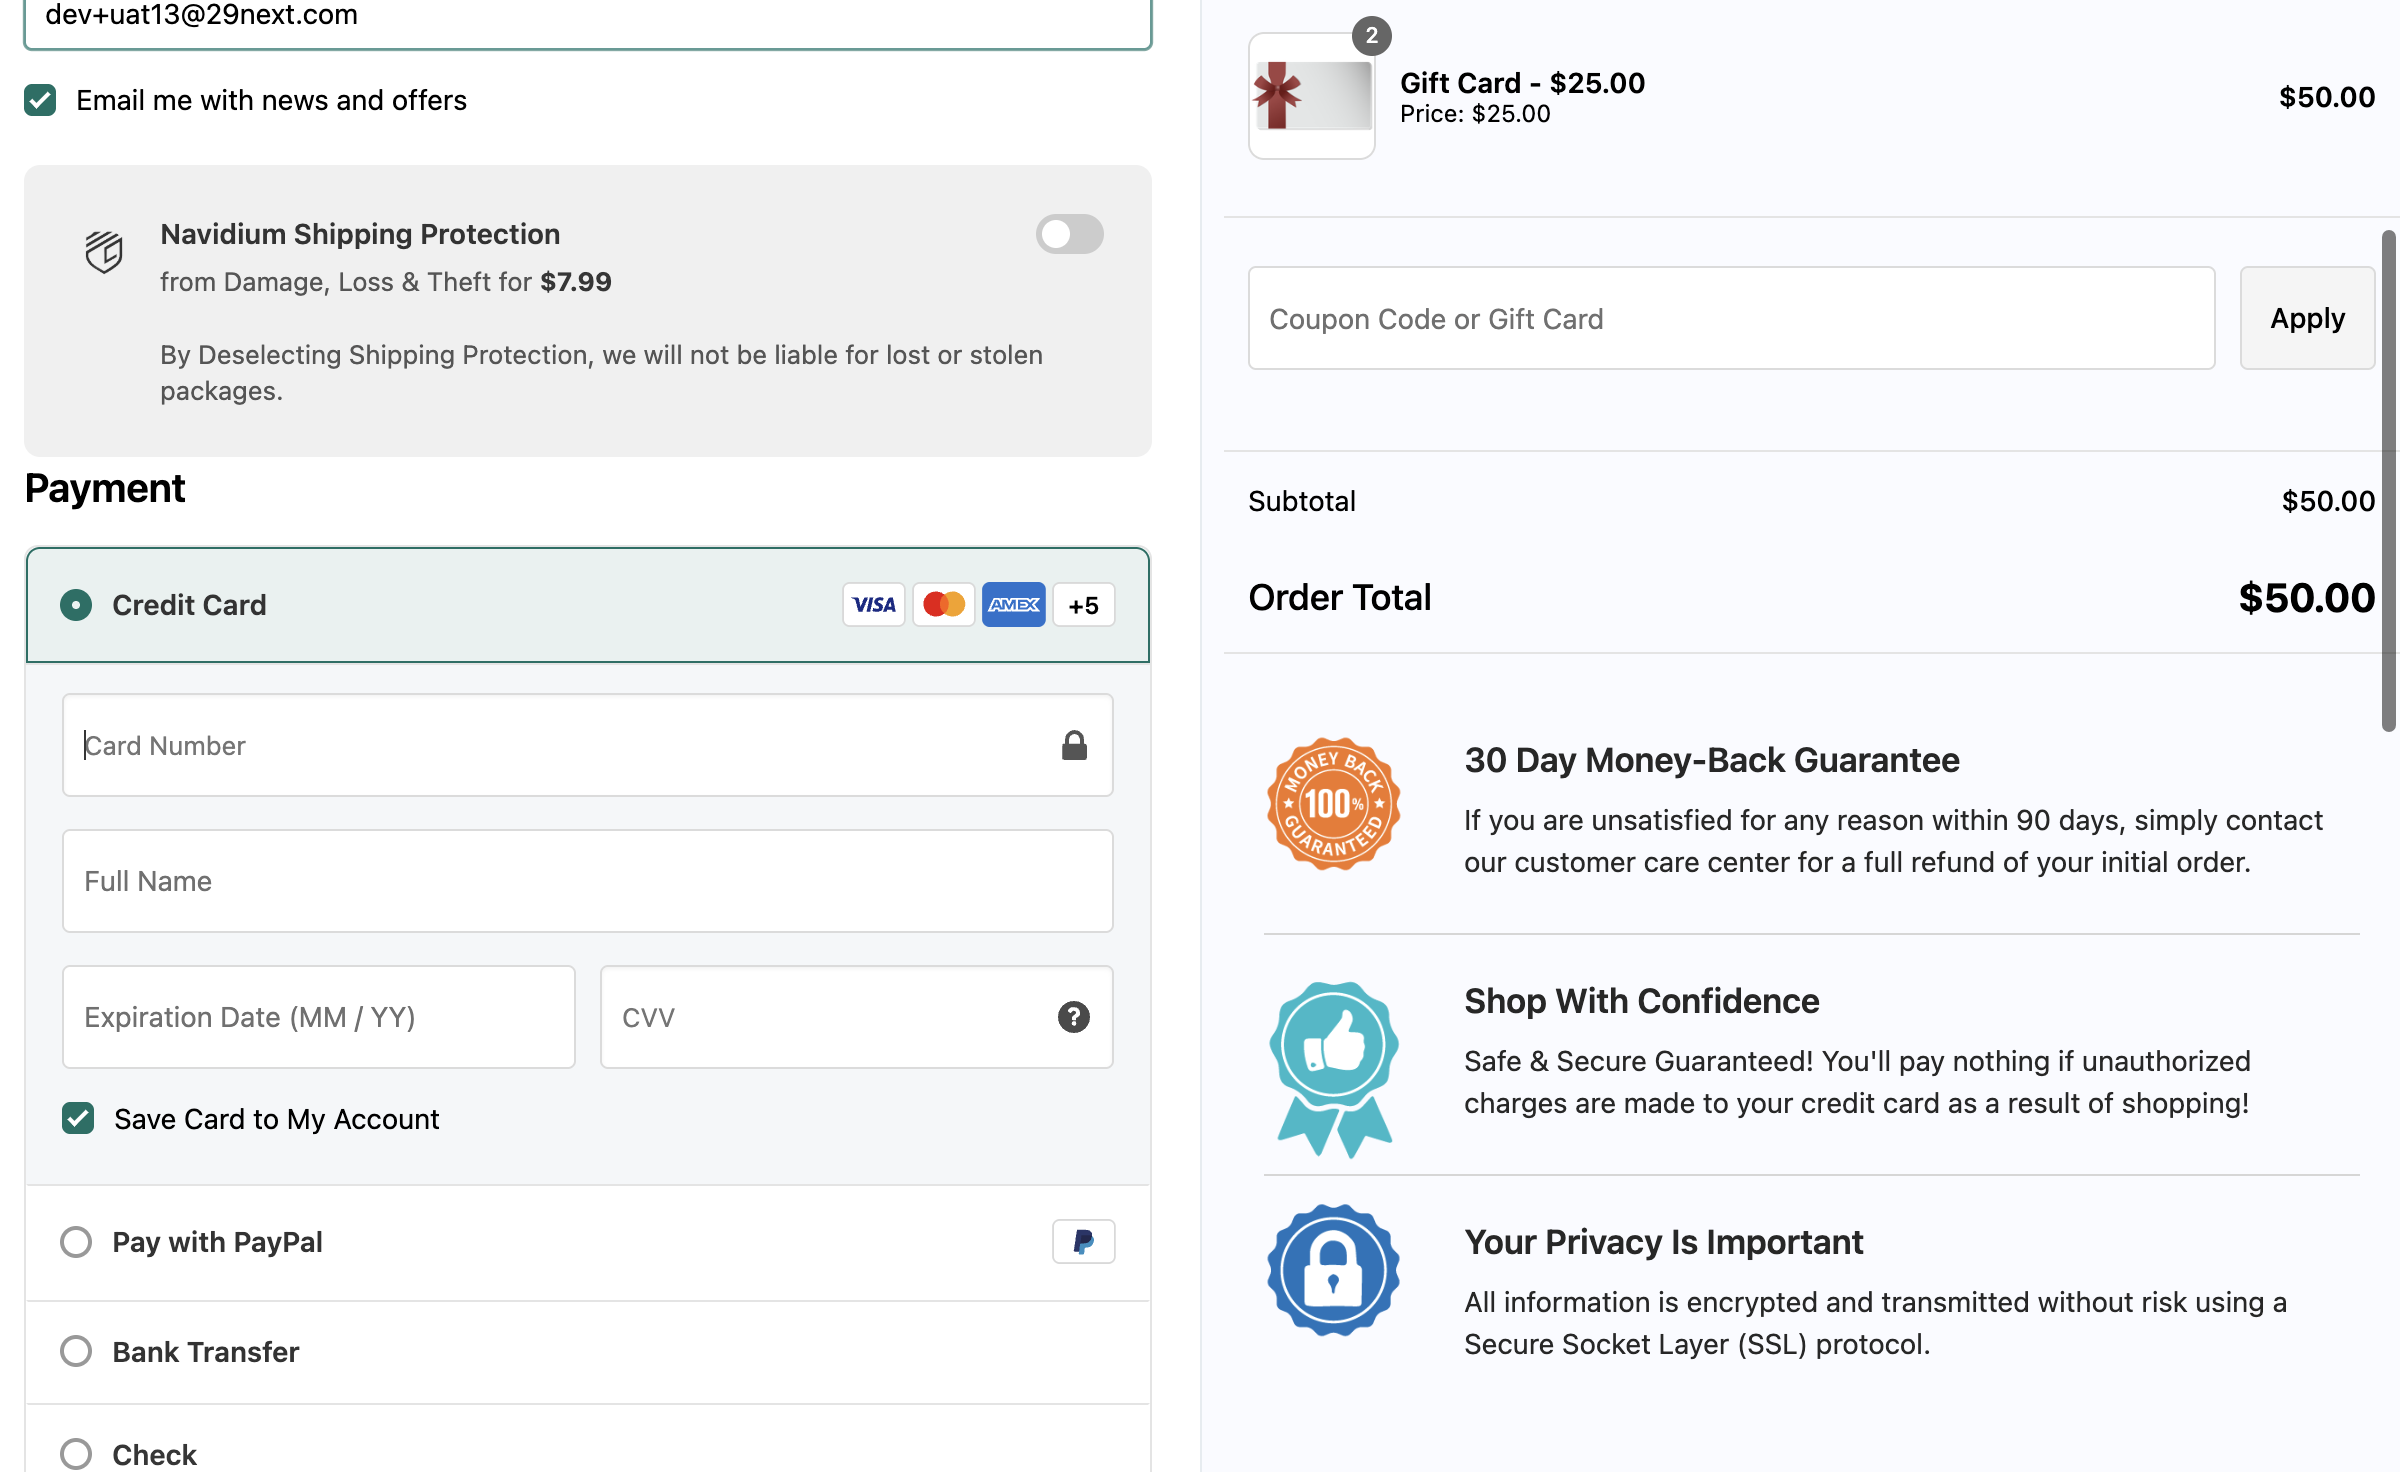 dev+uat13@29next.com
Email me with news and offers
Navidium Shipping Protection
from Damage, Loss & Theft for $7.99
By Deselecting Shipping Protection, we will not be liable for lost or stolen
packages.
Payment
Credit Card
VISA
AMEX
+5
Card Number
Full Name
Expiration Date (MM / YY)
CVV
?
Save Card to My Account
Pay with PayPal
Bank Transfer
Check
2
Gift Card - $25.00
Price: $25.00
$50.00
Coupon Code or Gift Card
Apply
Subtotal
$50.00
Order Total
$50.00
MONEY BACK
100%
GUARANTEED
30 Day Money-Back Guarantee
If you are unsatisfied for any reason within 90 days, simply contact
our customer care center for a full refund of your initial order.
Shop With Confidence
Safe & Secure Guaranteed! You'll pay nothing if unauthorized
charges are made to your credit card as a result of shopping!
Your Privacy Is Important
All information is encrypted and transmitted without risk using a
Secure Socket Layer (SSL) protocol.